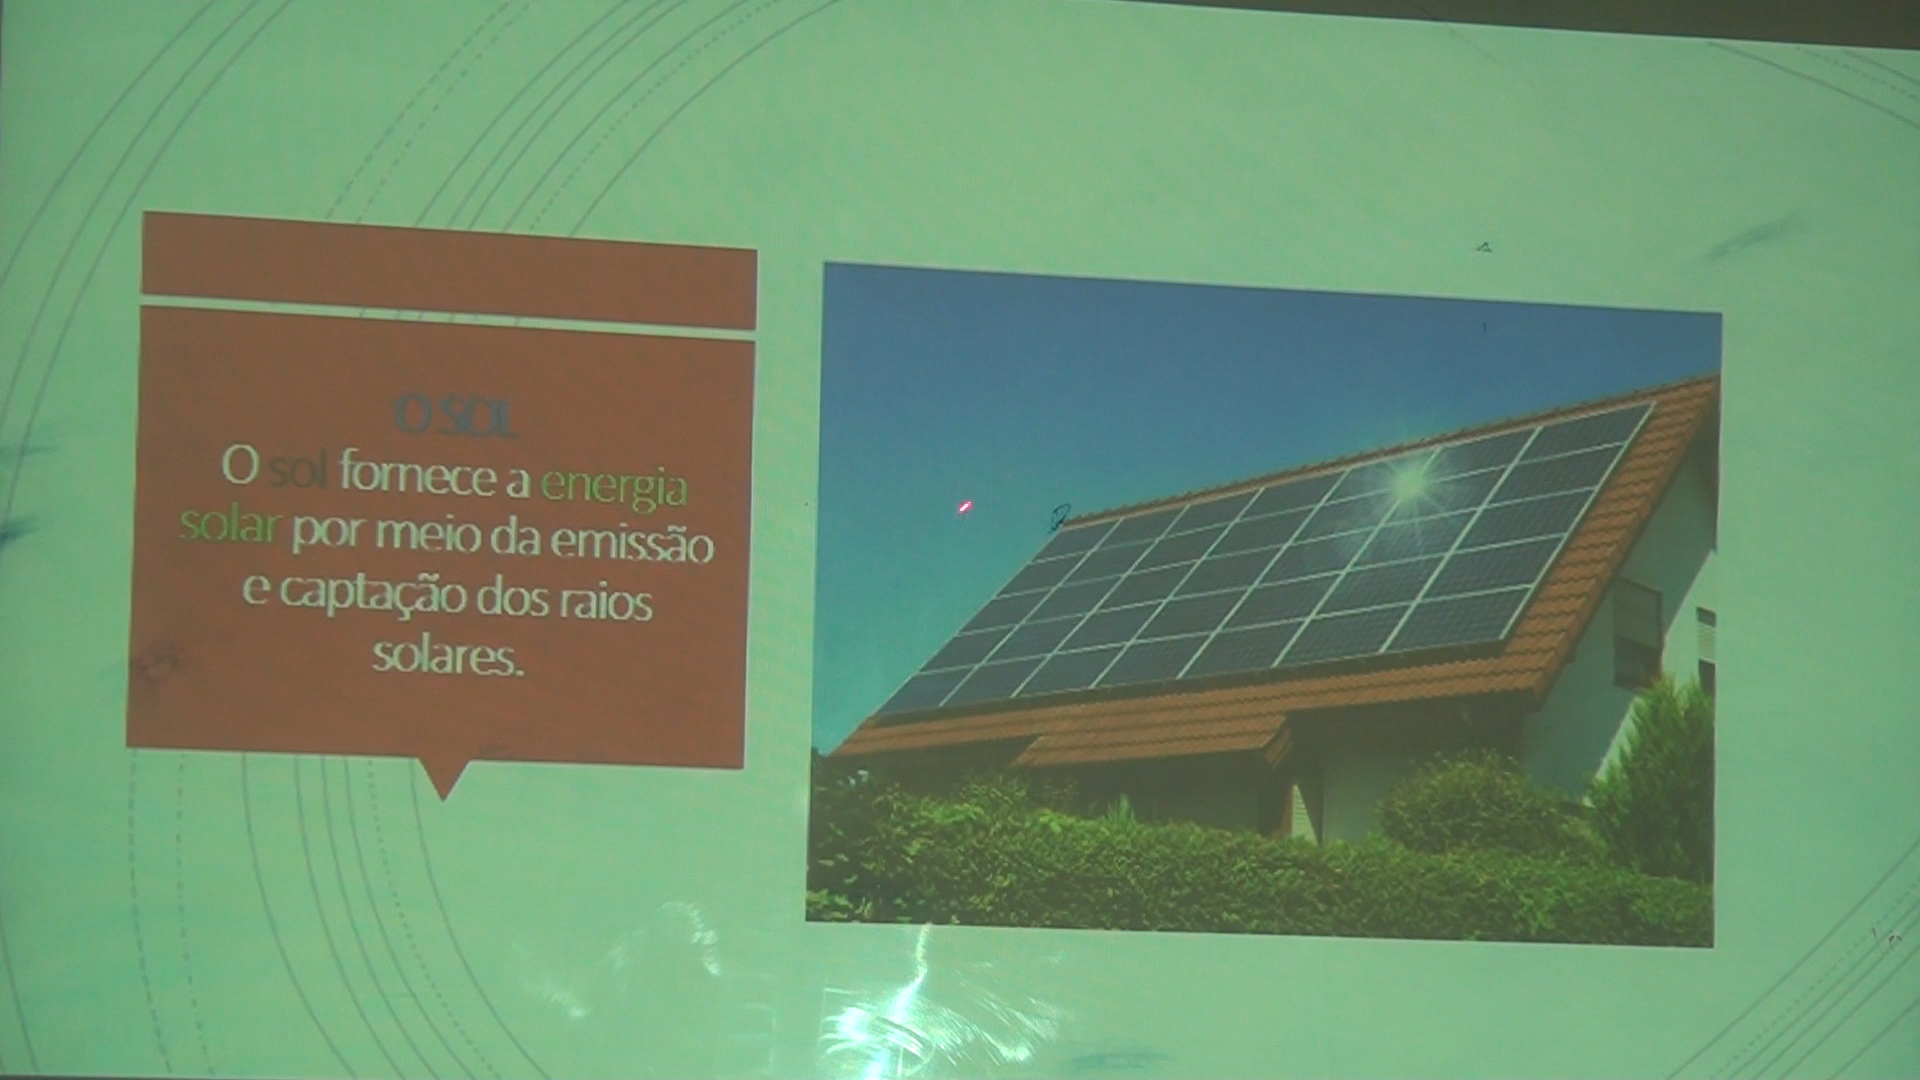 O SOL
O sol fornece a energia
solar por meio da emissão
e captação dos raios
solares.